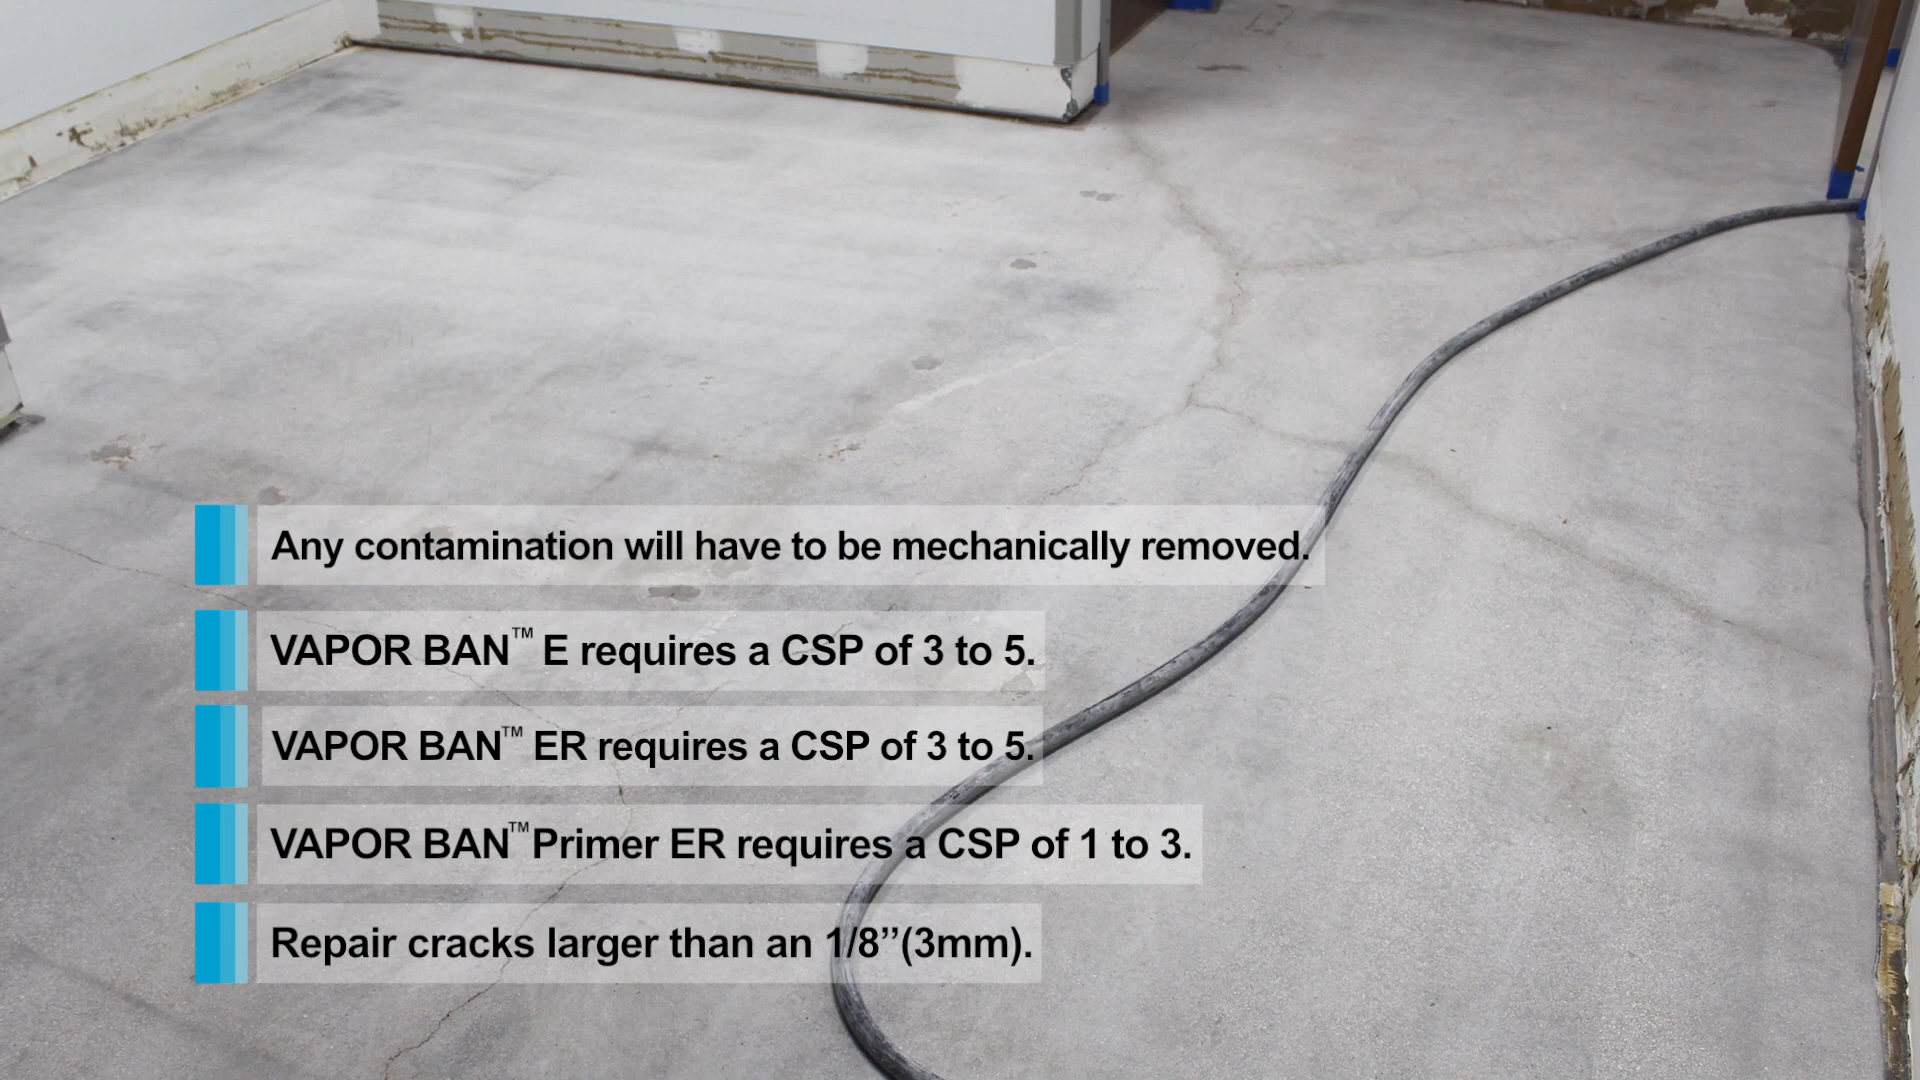 Any contamination will have to be mechanically removed.
VAPOR BAN™ E requires a CSP of 3 to 5.
VAPOR BAN™ ER requires a CSP of 3 to 5.
VAPOR BAN™ Primer ER requires a CSP of 1 to 3.
Repair cracks larger than an 1/8”(3mm).